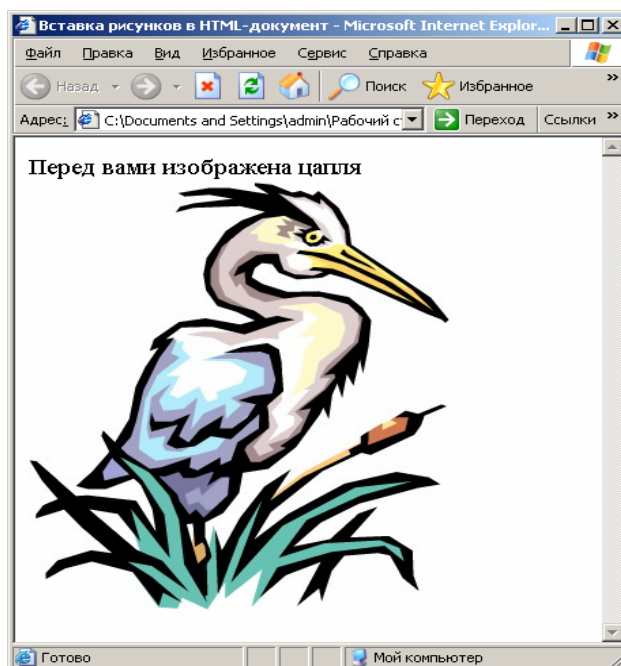 Вставка рисунков в HTML-документ - Microsoft Internet Explor...
Файл Правка Вид Избранное Сервис Справка
Назад Поиск Избранное »
Адрес: C:\Documents and Settings\admin\Рабочий с Переход Ссылки »
Перед вами изображена цапля
Готово Мой компьютер